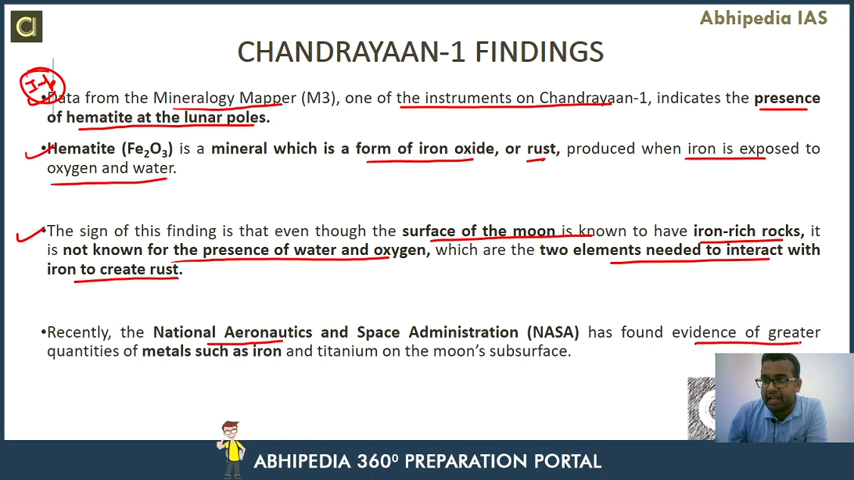 Abhipedia IAS
CHANDRAYAAN-1 FINDINGS
•Data from the Mineralogy Mapper (M3), one of the instruments on Chandrayaan-1, indicates the presence
of hematite at the lunar poles.
•Hematite (Fe₂O₃) is a mineral which is a form of iron oxide, or rust, produced when iron is exposed to
oxygen and water.
•The sign of this finding is that even though the surface of the moon is known to have iron-rich rocks, it
is not known for the presence of water and oxygen, which are the two elements needed to interact with
iron to create rust.
•Recently, the National Aeronautics and Space Administration (NASA) has found evidence of greater
quantities of metals such as iron and titanium on the moon's subsurface.
ABHIPEDIA 360⁰ PREPARATION PORTAL